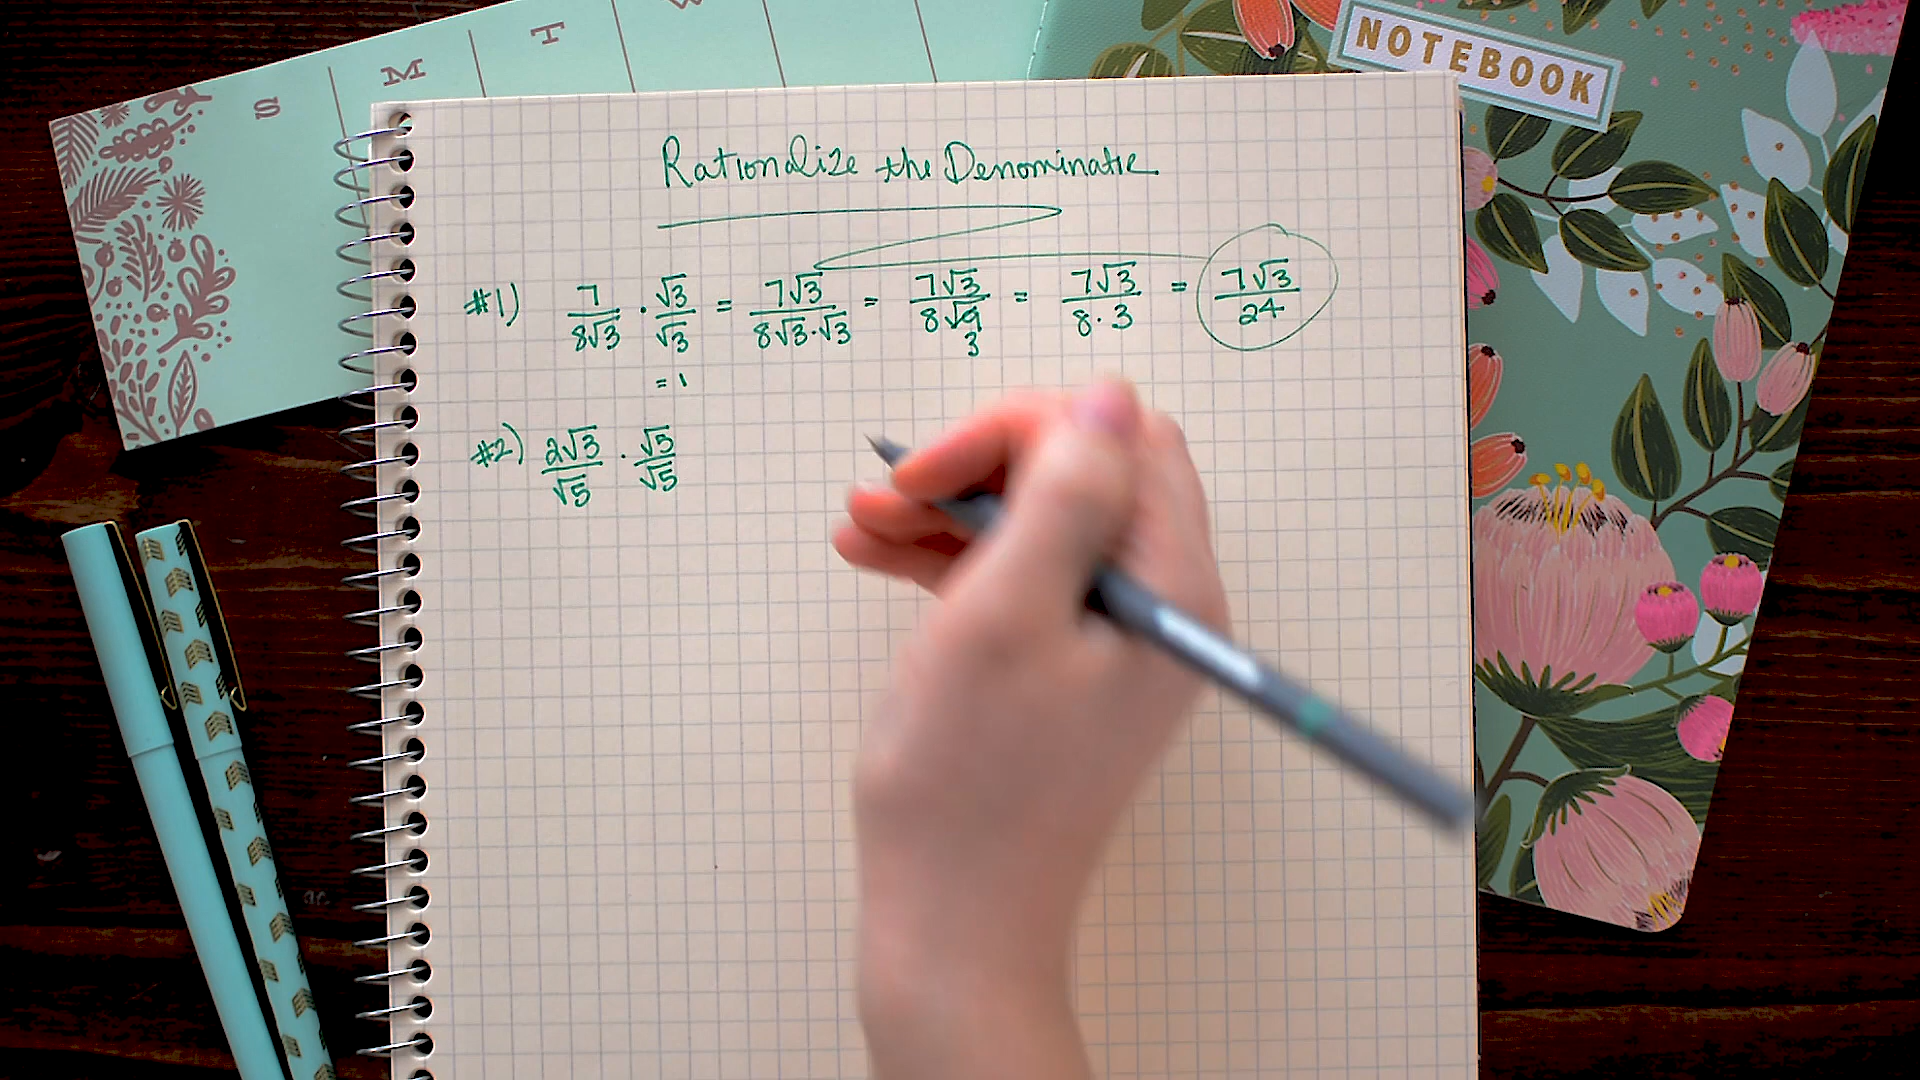 S M T W
NOTEBOOK
Rationalize the Denominatr
#1) 7/8√3 · √3/√3 = 7√3/8√3·√3 = 7√3/8√9 = 7√3/8·3 = 7√3/24
3
= 1
#2) 2√3/√5 · √5/√5